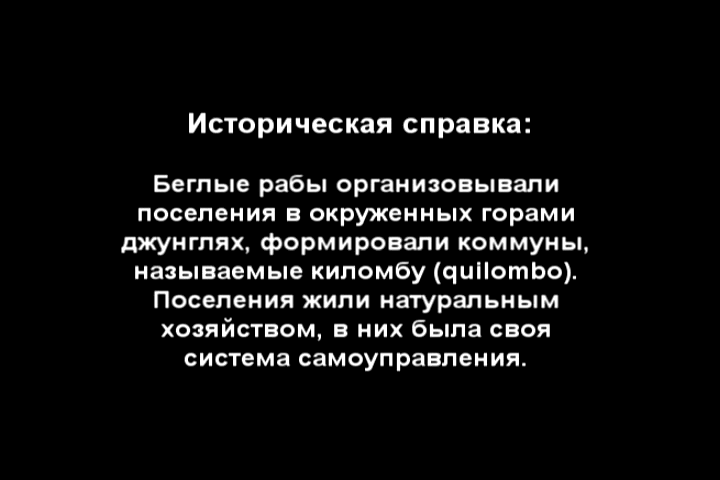 Историческая справка:
Беглые рабы организовывали
поселения в окруженных горами
джунглях, формировали коммуны,
называемые киломбу (quilombo).
Поселения жили натуральным
хозяйством, в них была своя
система самоуправления.